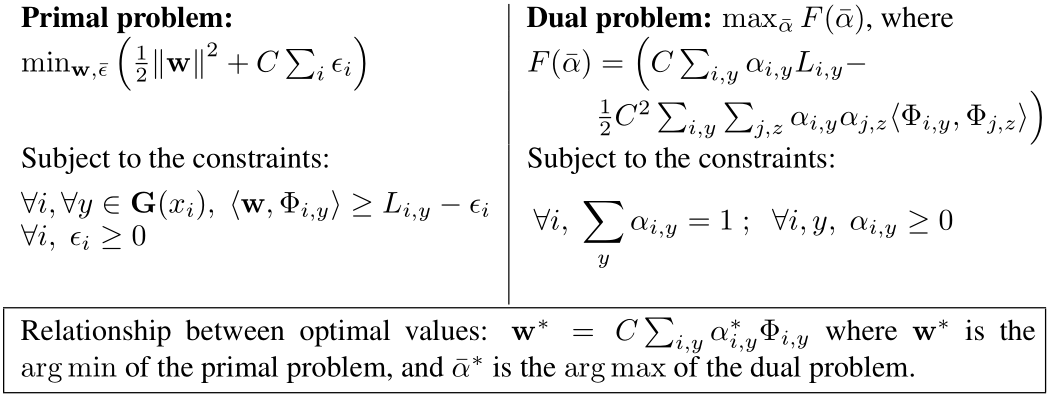 Primal problem:
min_{w,ε̄} (½‖w‖² + C ∑_i ε_i)
Subject to the constraints:
∀i, ∀y ∈ G(x_i), ⟨w, Φ_{i,y}⟩ ≥ L_{i,y} − ε_i
∀i, ε_i ≥ 0
Dual problem: max_ᾱ F(ᾱ), where
F(ᾱ) = (C ∑_{i,y} α_{i,y} L_{i,y} −
½C² ∑_{i,y} ∑_{j,z} α_{i,y} α_{j,z} ⟨Φ_{i,y}, Φ_{j,z}⟩)
Subject to the constraints:
∀i, ∑_y α_{i,y} = 1 ; ∀i, y, α_{i,y} ≥ 0
Relationship between optimal values: w* = C ∑_{i,y} α*_{i,y} Φ_{i,y} where w* is the
arg min of the primal problem, and ᾱ* is the arg max of the dual problem.